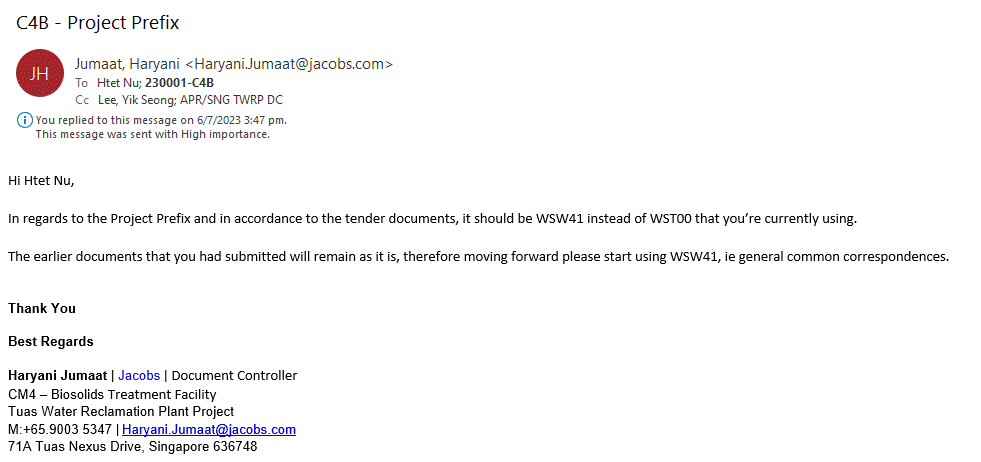 C4B - Project Prefix
JH
Jumaat, Haryani <Haryani.Jumaat@jacobs.com>
To Htet Nu; 230001-C4B
Cc Lee, Yik Seong; APR/SNG TWRP DC
You replied to this message on 6/7/2023 3:47 pm.
This message was sent with High importance.
Hi Htet Nu,
In regards to the Project Prefix and in accordance to the tender documents, it should be WSW41 instead of WST00 that you’re currently using.
The earlier documents that you had submitted will remain as it is, therefore moving forward please start using WSW41, ie general common correspondences.
Thank You
Best Regards
Haryani Jumaat | Jacobs | Document Controller
CM4 – Biosolids Treatment Facility
Tuas Water Reclamation Plant Project
M:+65.9003 5347 | Haryani.Jumaat@jacobs.com
71A Tuas Nexus Drive, Singapore 636748